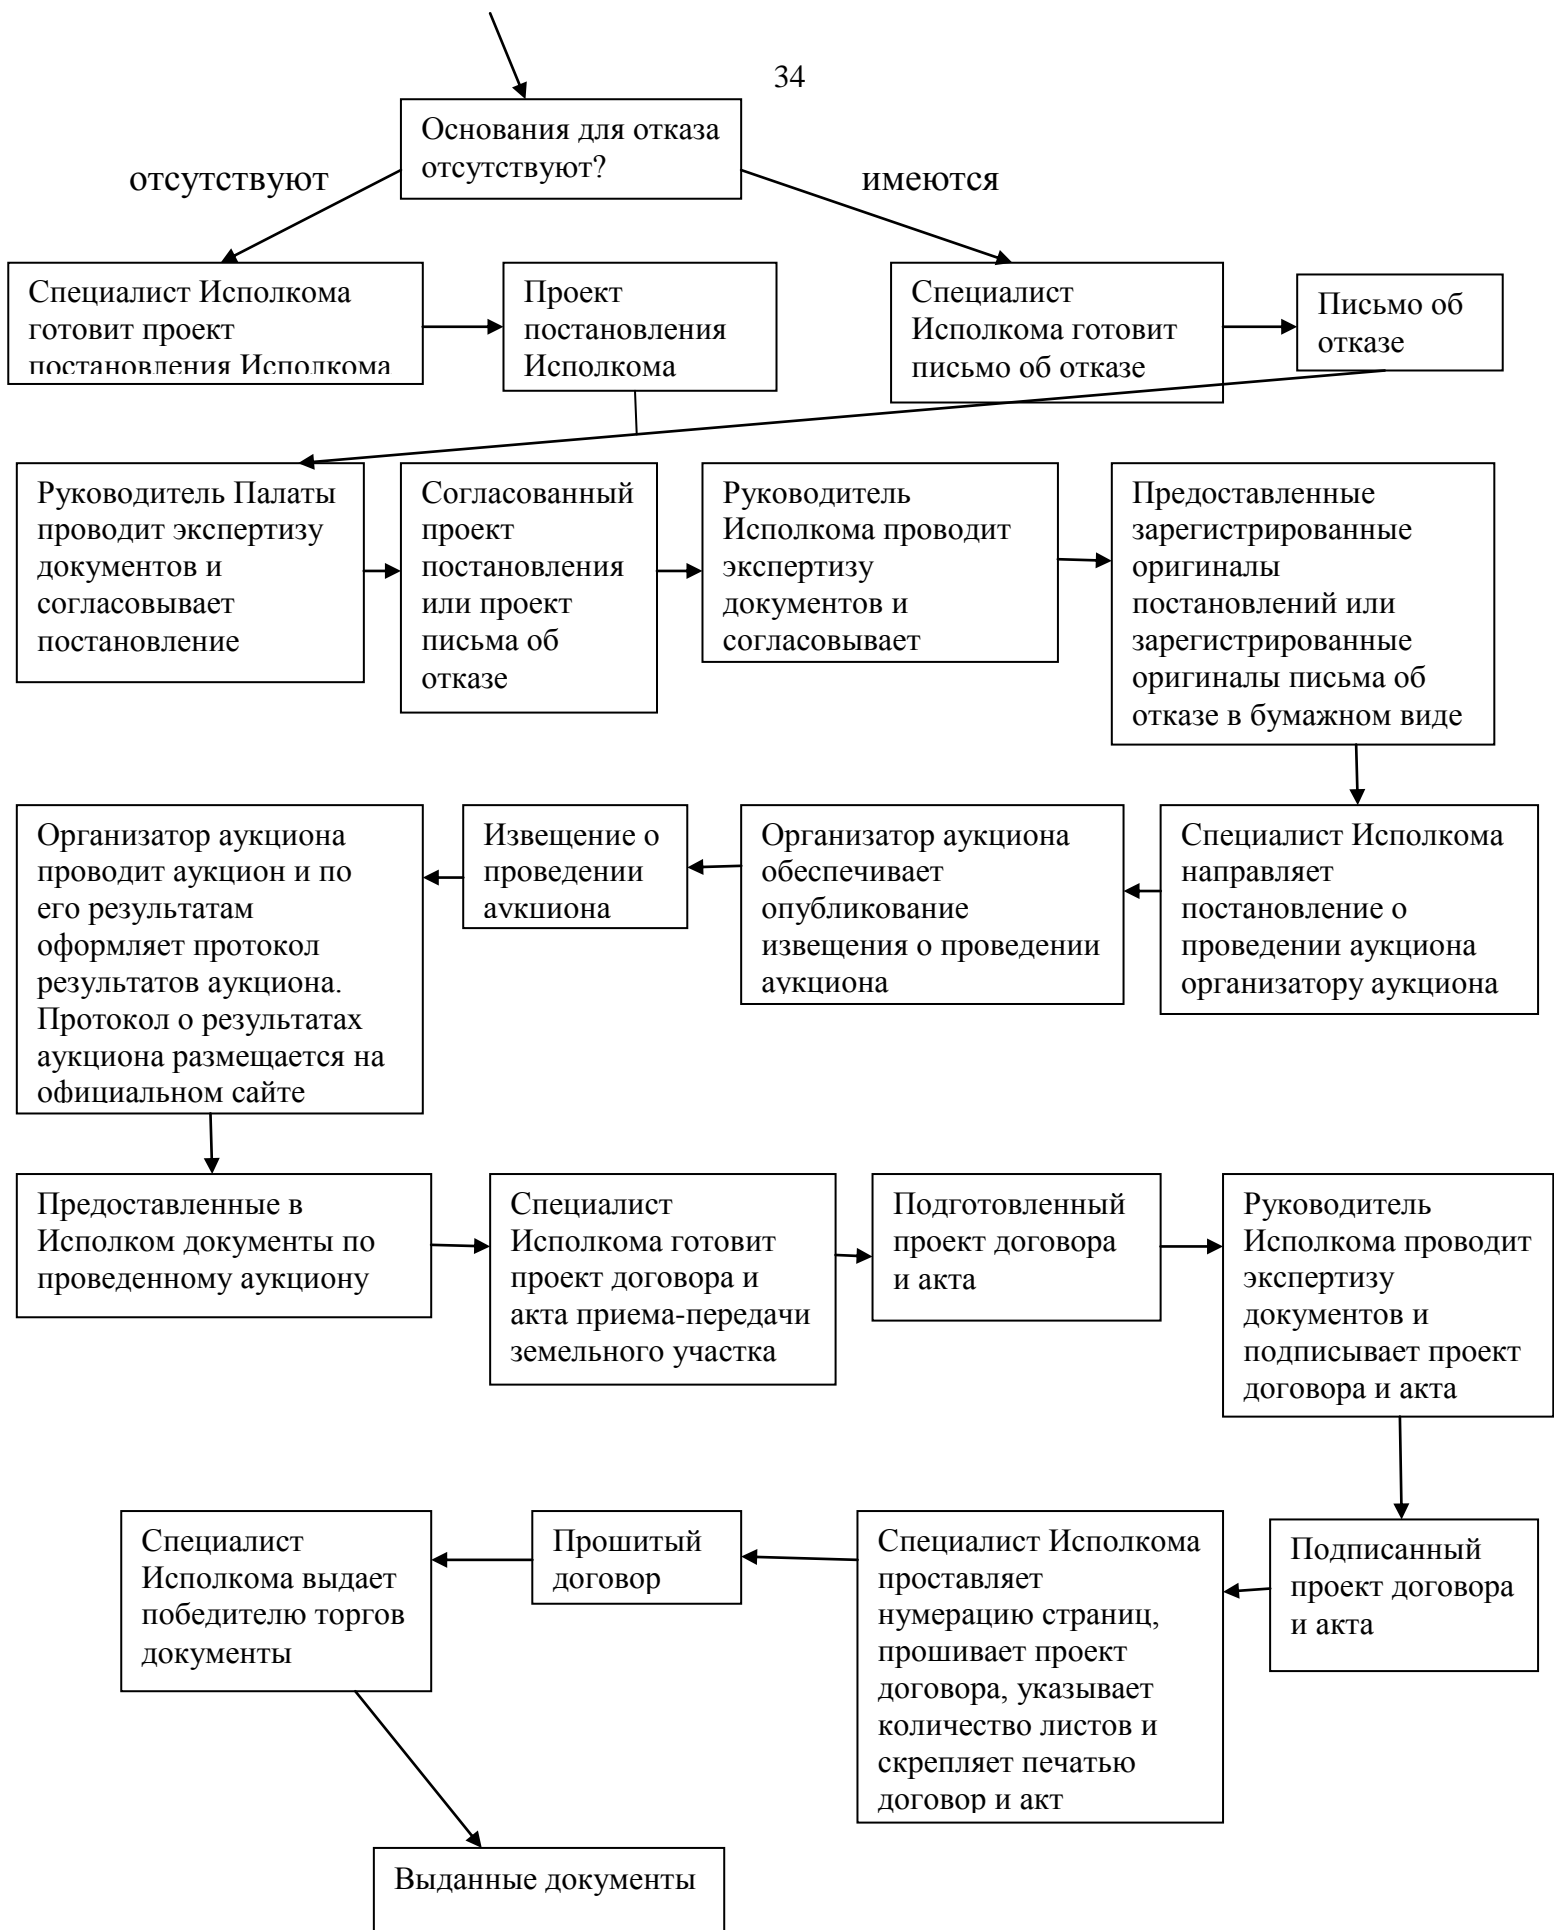 34
Основания для отказа
отсутствуют?
отсутствуют
имеются
Специалист Исполкома
готовит проект
постановления Исполкома
Проект
постановления
Исполкома
Специалист
Исполкома готовит
письмо об отказе
Письмо об
отказе
Руководитель Палаты
проводит экспертизу
документов и
согласовывает
постановление
Согласованный
проект
постановления
или проект
письма об
отказе
Руководитель
Исполкома проводит
экспертизу
документов и
согласовывает
Предоставленные
зарегистрированные
оригиналы
постановлений или
зарегистрированные
оригиналы письма об
отказе в бумажном виде
Организатор аукциона
проводит аукцион и по
его результатам
оформляет протокол
результатов аукциона.
Протокол о результатах
аукциона размещается на
официальном сайте
Извещение о
проведении
аукциона
Организатор аукциона
обеспечивает
опубликование
извещения о проведении
аукциона
Специалист Исполкома
направляет
постановление о
проведении аукциона
организатору аукциона
Предоставленные в
Исполком документы по
проведенному аукциону
Специалист
Исполкома готовит
проект договора и
акта приема-передачи
земельного участка
Подготовленный
проект договора
и акта
Руководитель
Исполкома проводит
экспертизу
документов и
подписывает проект
договора и акта
Специалист
Исполкома выдает
победителю торгов
документы
Прошитый
договор
Специалист Исполкома
проставляет
нумерацию страниц,
прошивает проект
договора, указывает
количество листов и
скрепляет печатью
договор и акт
Подписанный
проект договора
и акта
Выданные документы